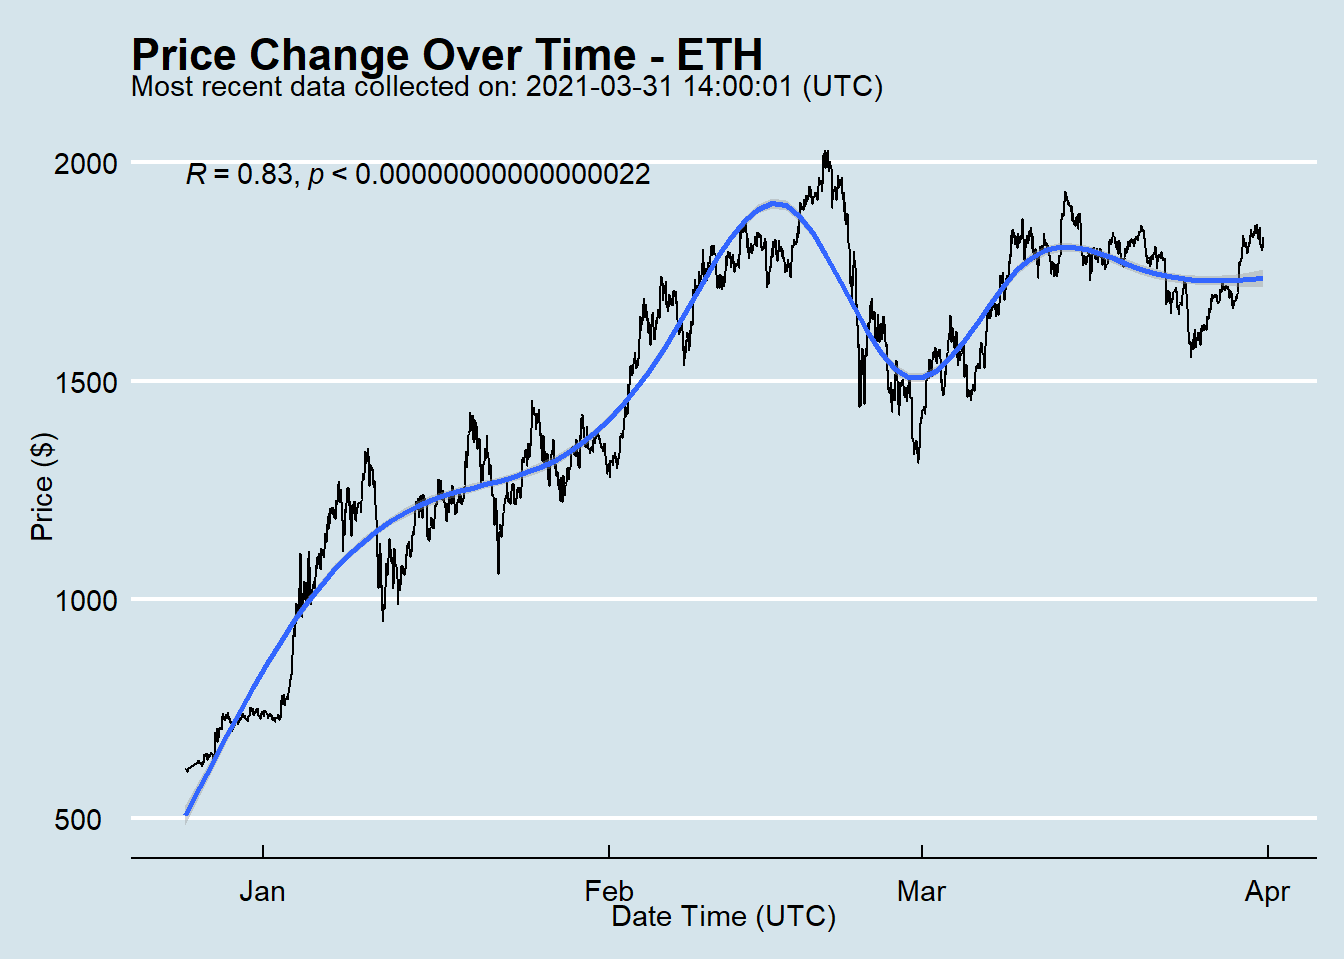 Price Change Over Time - ETH
Most recent data collected on: 2021-03-31 14:00:01 (UTC)
R = 0.83, p < 0.00000000000000022
2000
1500
1000
500
Price ($)
Jan Feb Mar Apr
Date Time (UTC)